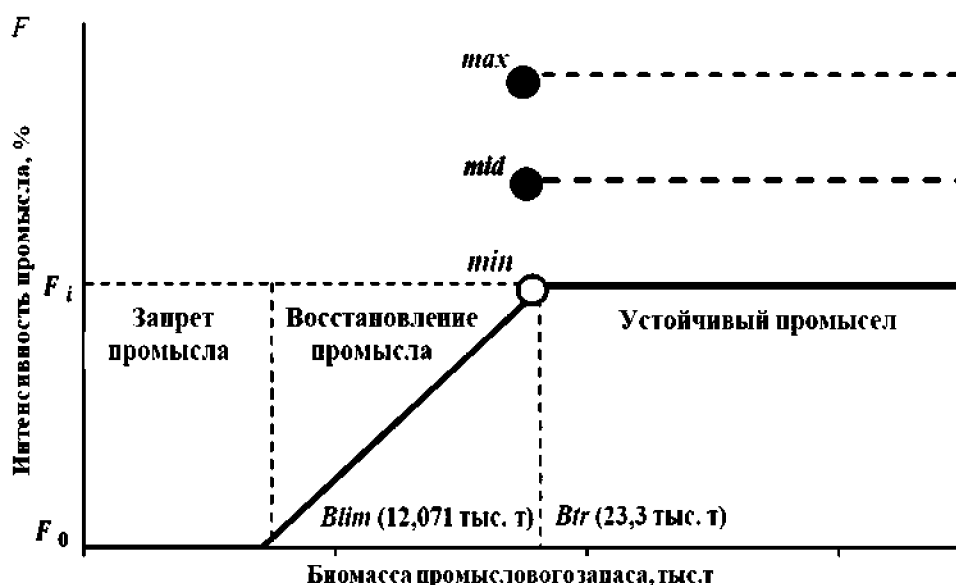 F
Интенсивность промысла, %
max
mid
min
F i
Запрет
промысла
Восстановление
промысла
Устойчивый промысел
Blim (12,071 тыс. т)
Btr (23,3 тыс. т)
F 0
Биомасса промыслового запаса, тыс.т